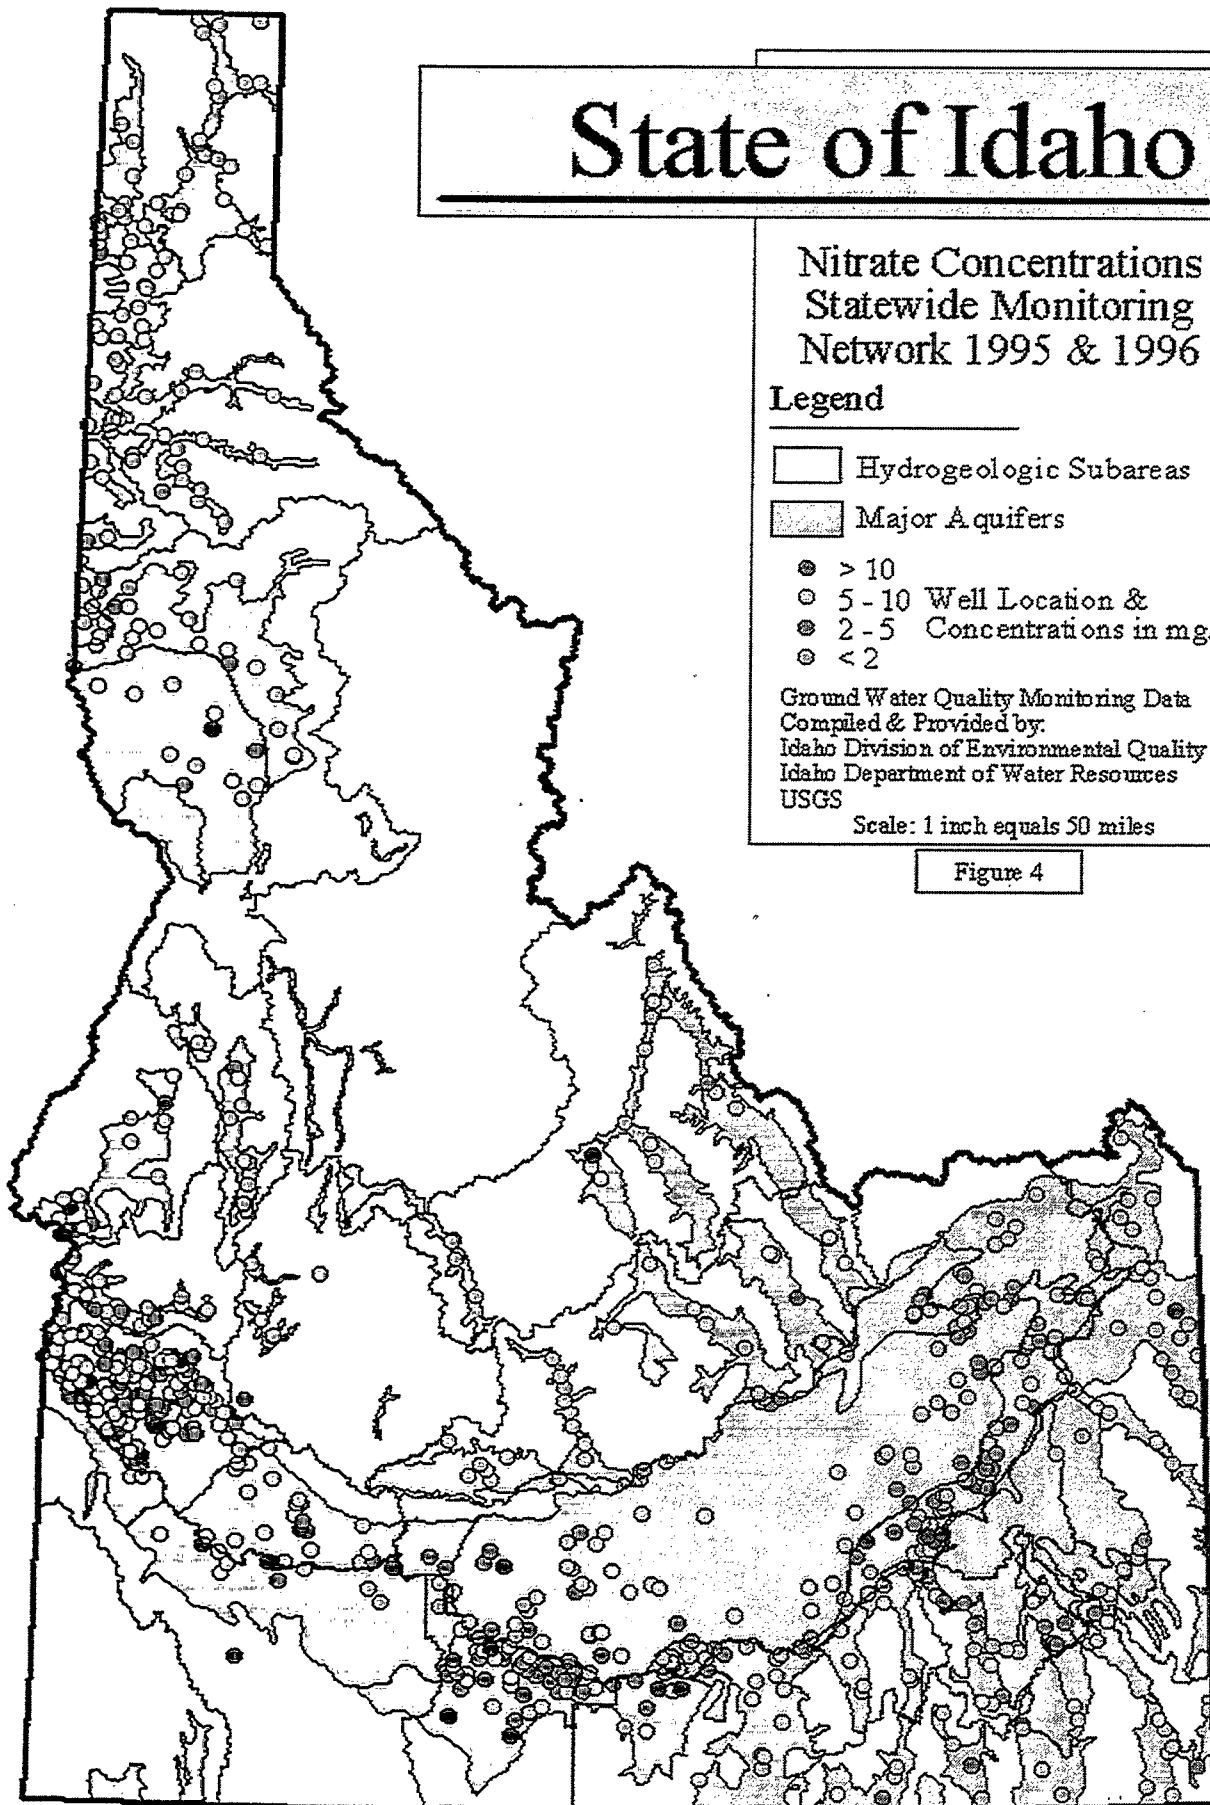 State of Idaho
Nitrate Concentrations
Statewide Monitoring
Network 1995 & 1996
Legend
Hydrogeologic Subareas
Major Aquifers
> 10
5 - 10 Well Location &
2 - 5 Concentrations in mg
< 2
Ground Water Quality Monitoring Data
Compiled & Provided by:
Idaho Division of Environmental Quality
Idaho Department of Water Resources
USGS
Scale: 1 inch equals 50 miles
Figure 4